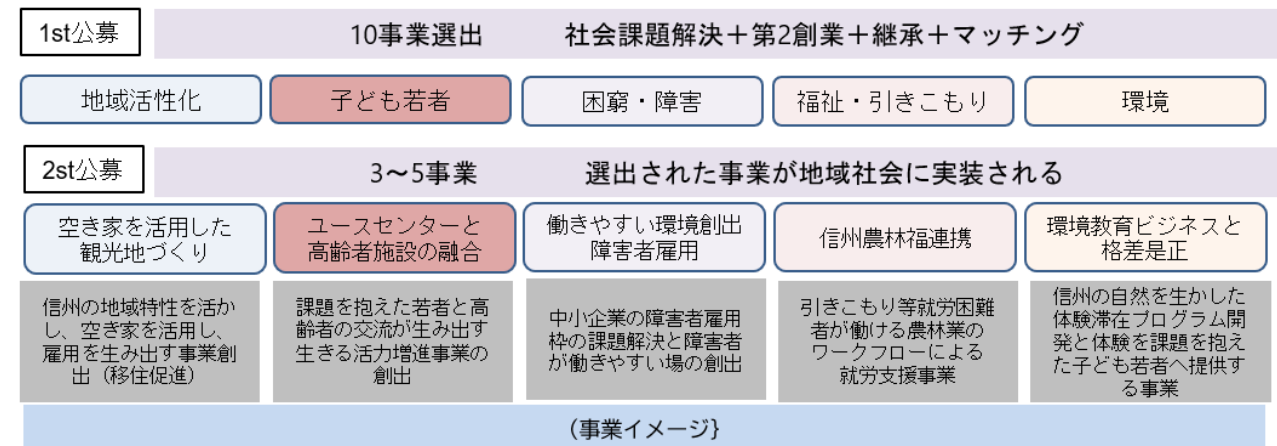 1st公募
10事業選出 社会課題解決＋第2創業＋継承＋マッチング
地域活性化
子ども若者
困窮・障害
福祉・引きこもり
環境
2st公募
3～5事業 選出された事業が地域社会に実装される
空き家を活用した
観光地づくり
ユースセンターと
高齢者施設の融合
働きやすい環境創出
障害者雇用
信州農林福連携
環境教育ビジネスと
格差是正
信州の地域特性を活か
し、空き家を活用し、
雇用を生み出す事業創
出（移住促進）
課題を抱えた若者と高
齢者の交流が生み出す
生きる活力増進事業の
創出
中小企業の障害者雇用
枠の課題解決と障害者
が働きやすい場の創出
引きこもり等就労困難
者が働ける農林業の
ワークフローによる
就労支援事業
信州の自然を生かした
体験滞在プログラム開
発と体験を課題を抱え
た子ども若者へ提供す
る事業
（事業イメージ}